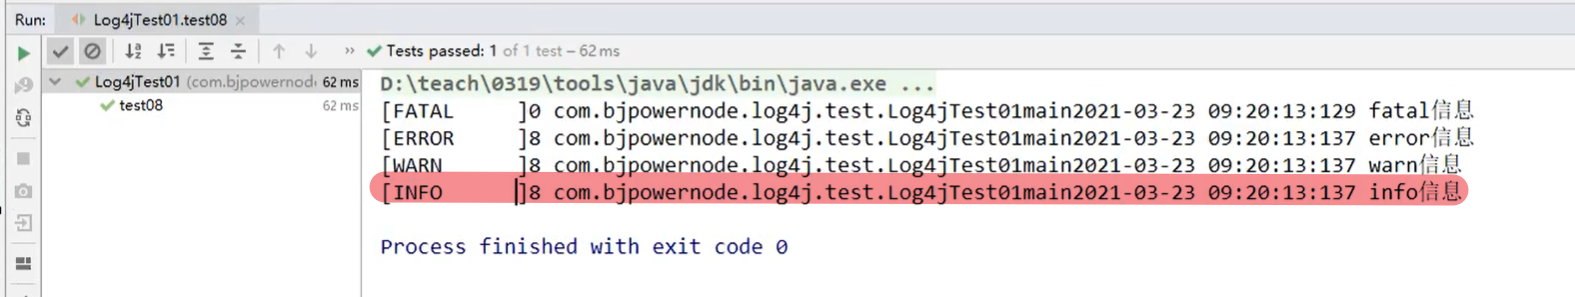 Run: Log4jTest01.test08 ×
» Tests passed: 1 of 1 test – 62 ms
Log4jTest01 (com.bjpowernode 62 ms
test08 62 ms
D:\teach\0319\tools\java\jdk\bin\java.exe ...
[FATAL      ]0 com.bjpowernode.log4j.test.Log4jTest01main2021-03-23 09:20:13:129 fatal信息
[ERROR      ]8 com.bjpowernode.log4j.test.Log4jTest01main2021-03-23 09:20:13:137 error信息
[WARN       ]8 com.bjpowernode.log4j.test.Log4jTest01main2021-03-23 09:20:13:137 warn信息
[INFO       ]8 com.bjpowernode.log4j.test.Log4jTest01main2021-03-23 09:20:13:137 info信息
Process finished with exit code 0